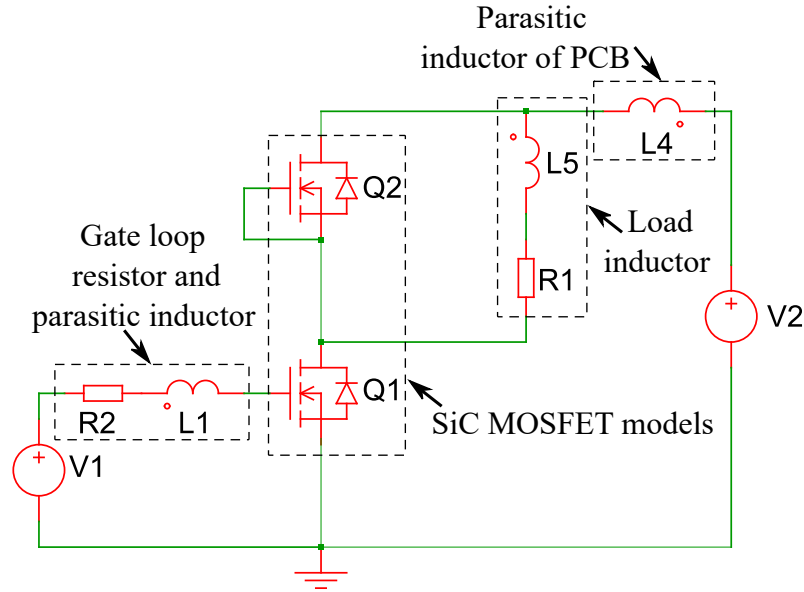 Parasitic
inductor of PCB
L4
L5
Q2
Load
inductor
Gate loop
resistor and
parasitic inductor
R1
V2
+
Q1
R2
L1
SiC MOSFET models
V1
+